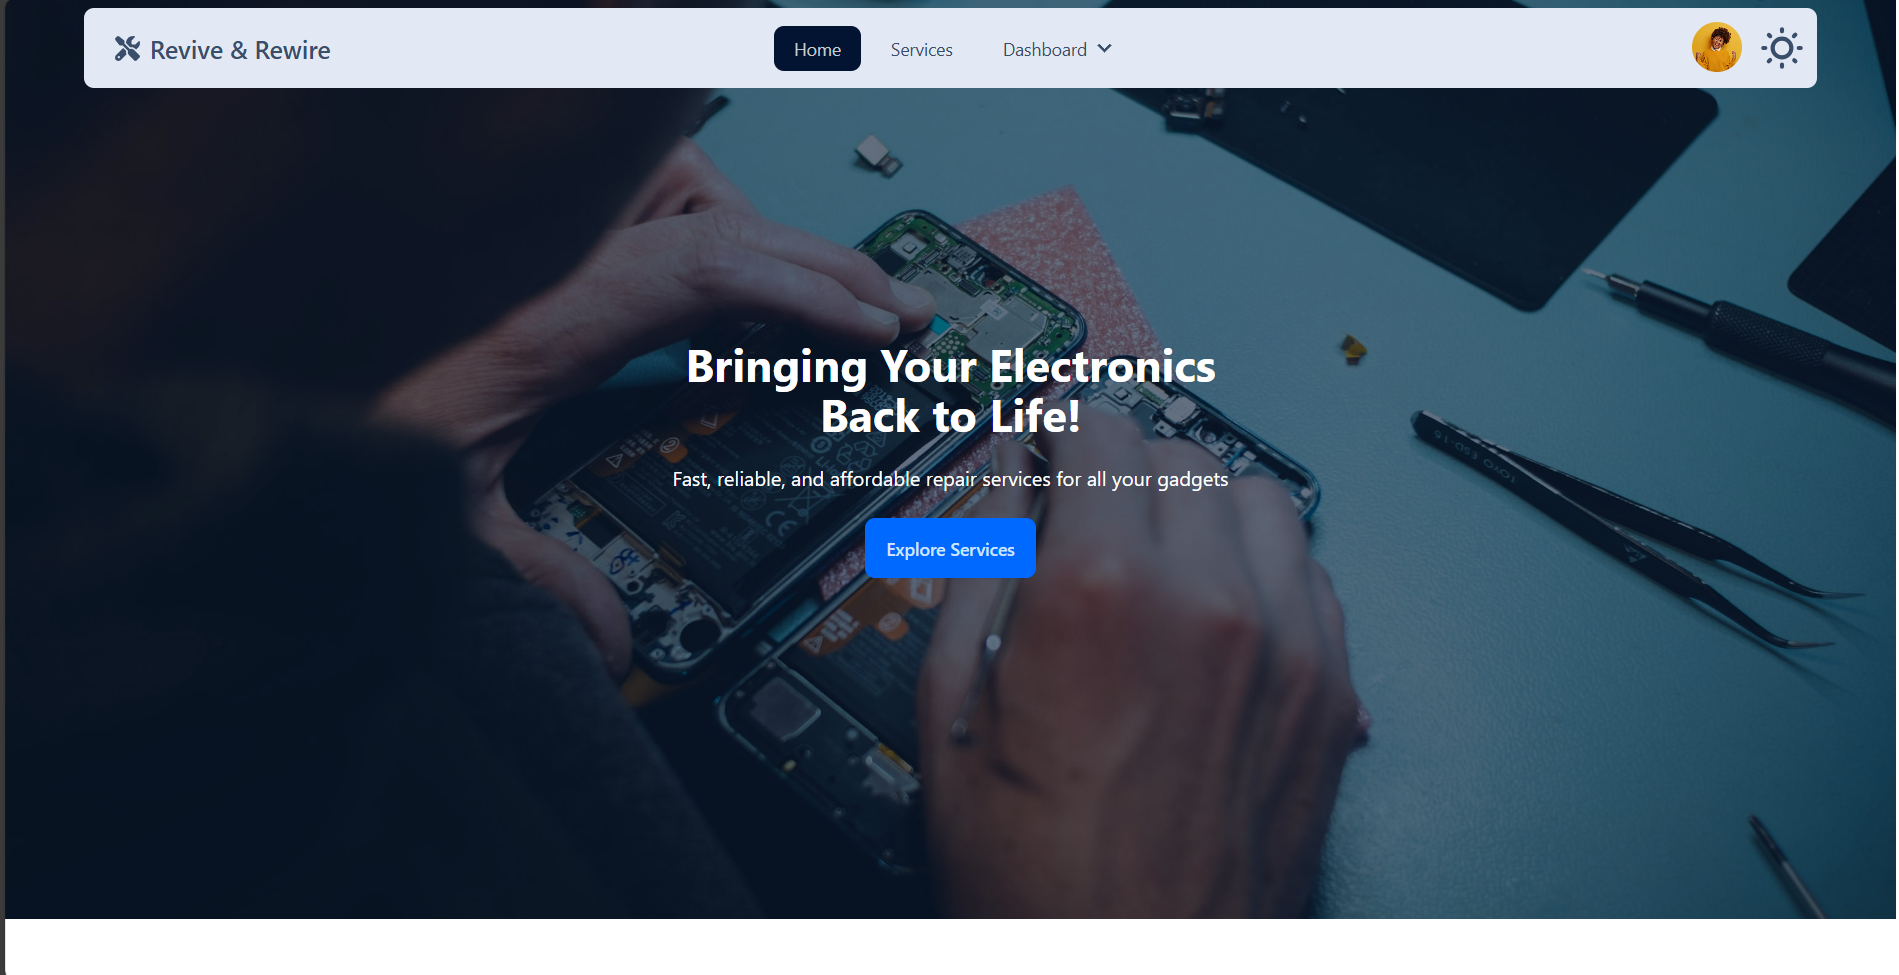 Revive & Rewire
Home
Services
Dashboard
Bringing Your Electronics
Back to Life!
Fast, reliable, and affordable repair services for all your gadgets
Explore Services